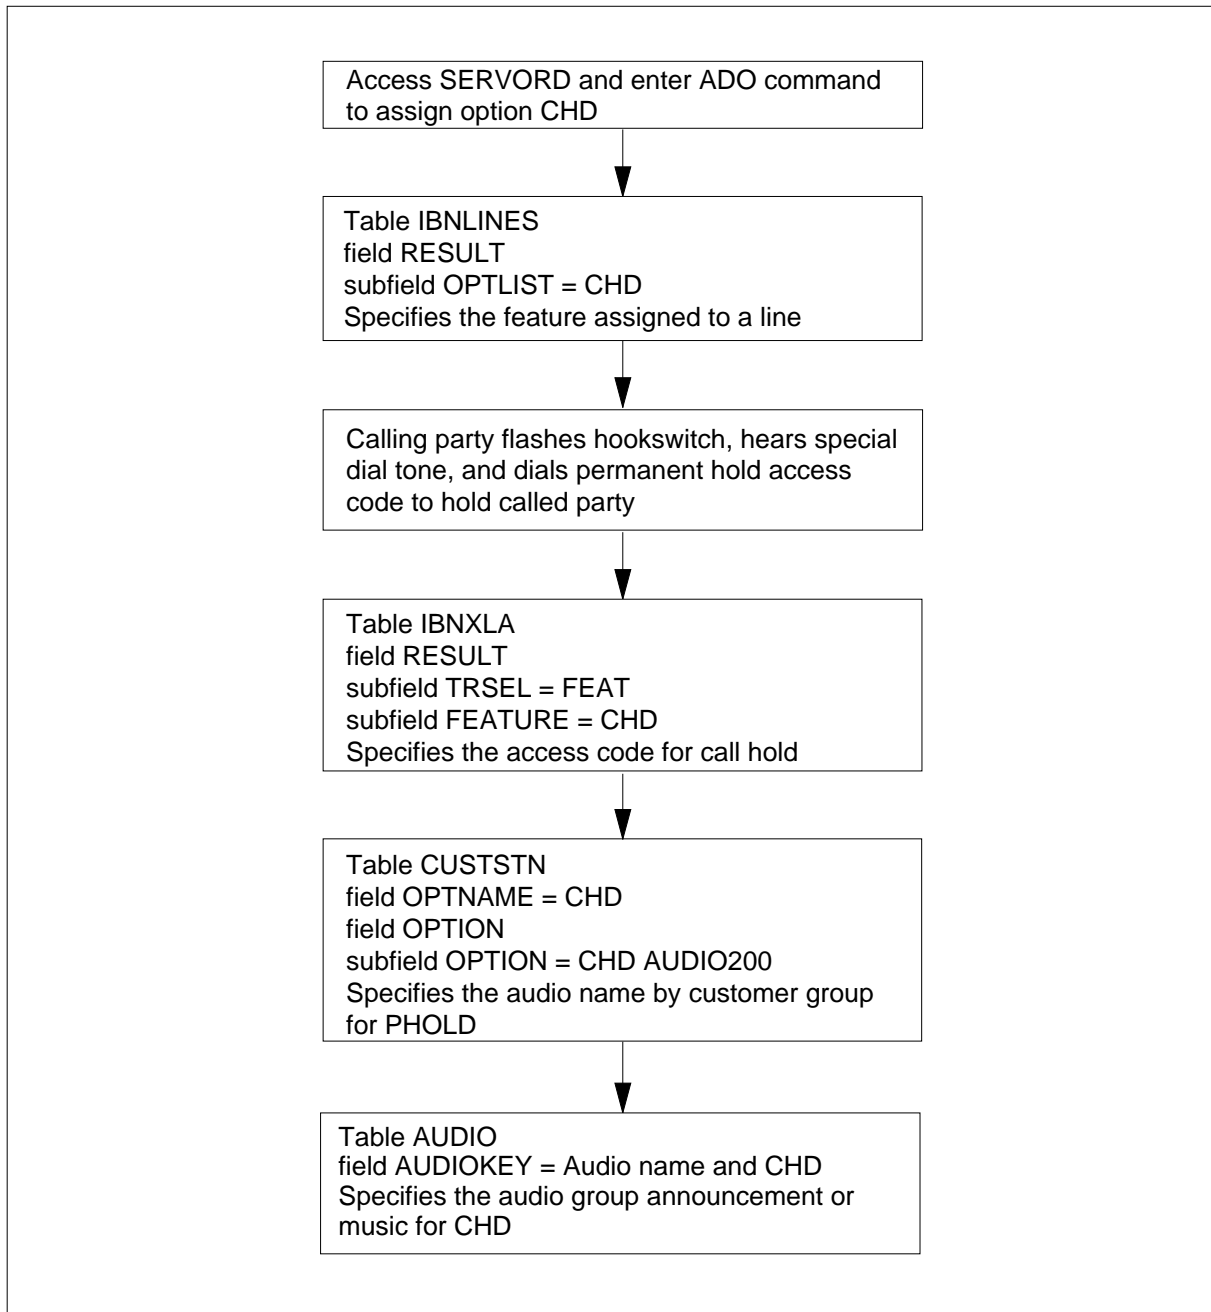 Access SERVORD and enter ADO command
to assign option CHD
Table IBNLINES
field RESULT
subfield OPTLIST = CHD
Specifies the feature assigned to a line
Calling party flashes hookswitch, hears special
dial tone, and dials permanent hold access
code to hold called party
Table IBNXLA
field RESULT
subfield TRSEL = FEAT
subfield FEATURE = CHD
Specifies the access code for call hold
Table CUSTSTN
field OPTNAME = CHD
field OPTION
subfield OPTION = CHD AUDIO200
Specifies the audio name by customer group
for PHOLD
Table AUDIO
field AUDIOKEY = Audio name and CHD
Specifies the audio group announcement or
music for CHD